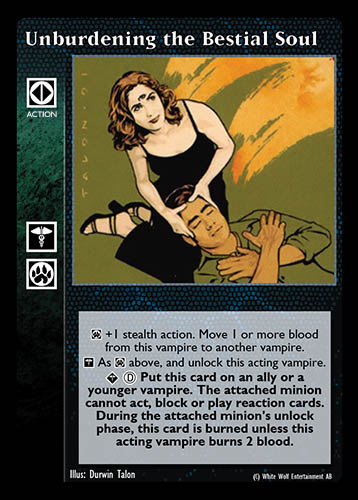 Unburdening the Bestial Soul
ACTION
TALON·01
+1 stealth action. Move 1 or more blood
from this vampire to another vampire.
As above, and unlock this acting vampire.
D Put this card on an ally or a
younger vampire. The attached minion
cannot act, block or play reaction cards.
During the attached minion's unlock
phase, this card is burned unless this
acting vampire burns 2 blood.
Illus: Durwin Talon
(C) White Wolf Entertainment AB